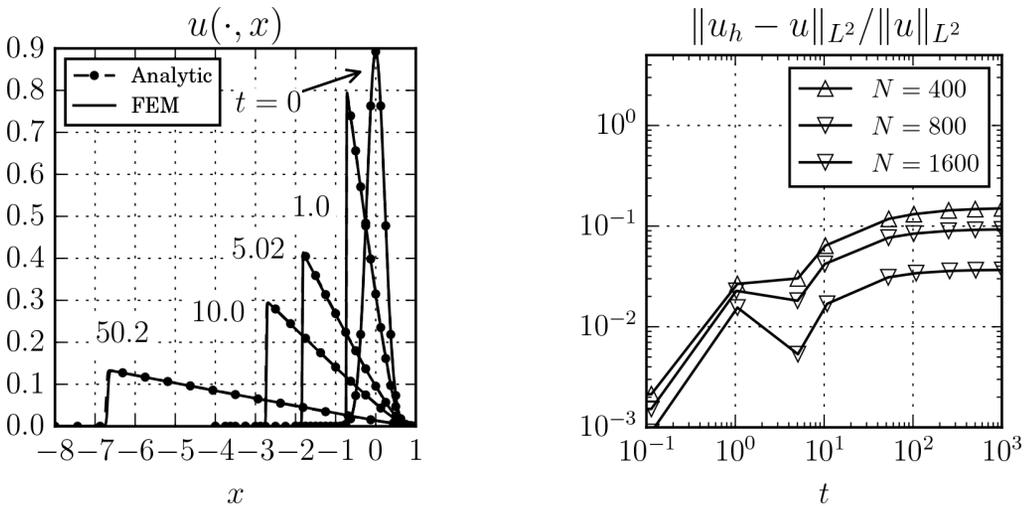 u(·, x)
0.9
0.8
0.7
0.6
0.5
0.4
0.3
0.2
0.1
0.0
Analytic
FEM
t = 0
1.0
5.02
10.0
50.2
−8 −7 −6 −5 −4 −3 −2 −1 0 1
x
∥u_h − u∥_{L²}/∥u∥_{L²}
N = 400
N = 800
N = 1600
10⁰
10⁻¹
10⁻²
10⁻³
10⁻¹ 10⁰ 10¹ 10² 10³
t